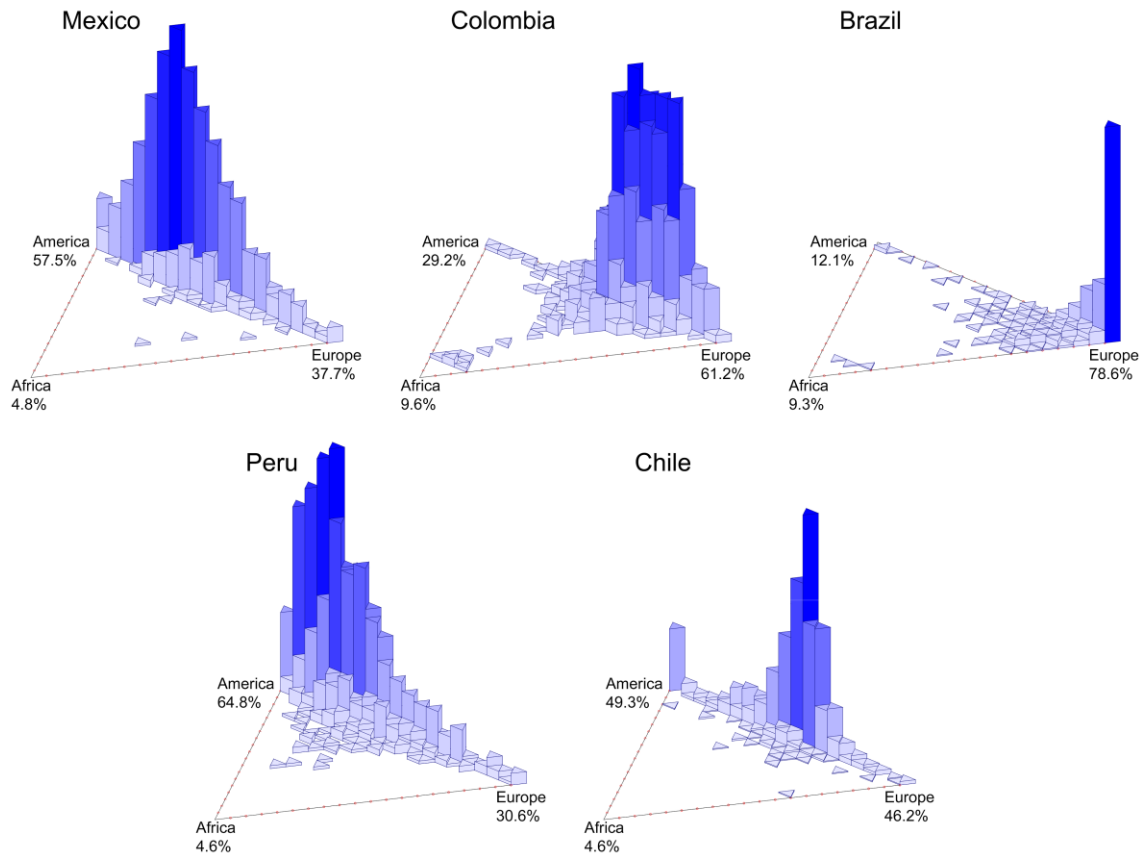 Mexico
America
57.5%
Africa
4.8%
Europe
37.7%
Colombia
America
29.2%
Africa
9.6%
Europe
61.2%
Brazil
America
12.1%
Africa
9.3%
Europe
78.6%
Peru
America
64.8%
Africa
4.6%
Europe
30.6%
Chile
America
49.3%
Africa
4.6%
Europe
46.2%